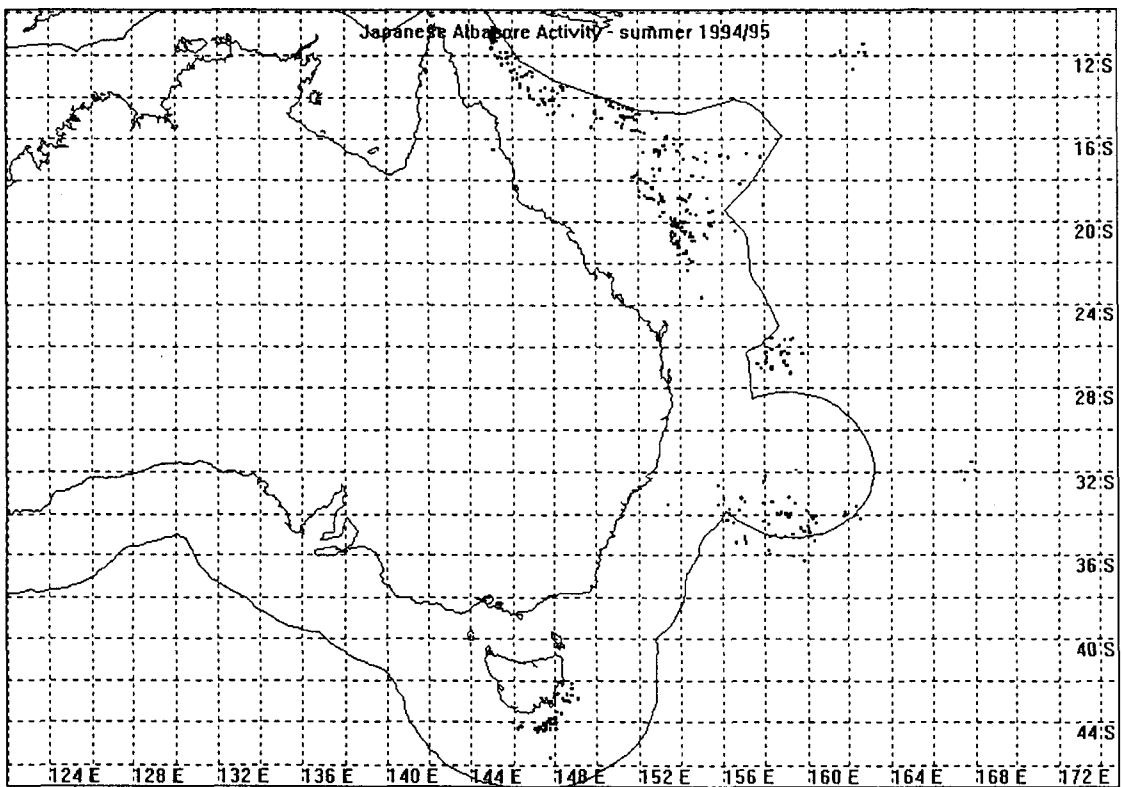 Japanese Albacore Activity - summer 1994/95
12'S
16'S
20'S
24'S
28'S
32'S
36'S
40'S
44'S
124 E 128 E 132 E 136 E 140 E 144 E 148 E 152 E 156 E 160 E 164 E 168 E 172 E